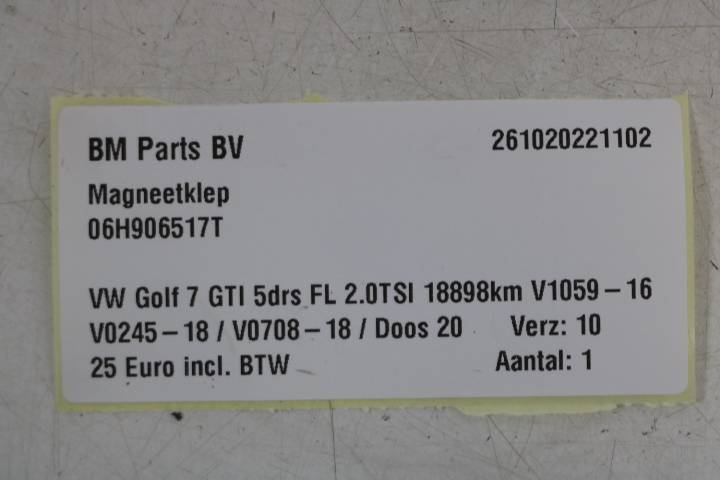 BM Parts BV 261020221102
Magneetklep
06H906517T
VW Golf 7 GTI 5drs FL 2.0TSI 18898km V1059-16
V0245-18 / V0708-18 / Doos 20 Verz: 10
25 Euro incl. BTW Aantal: 1